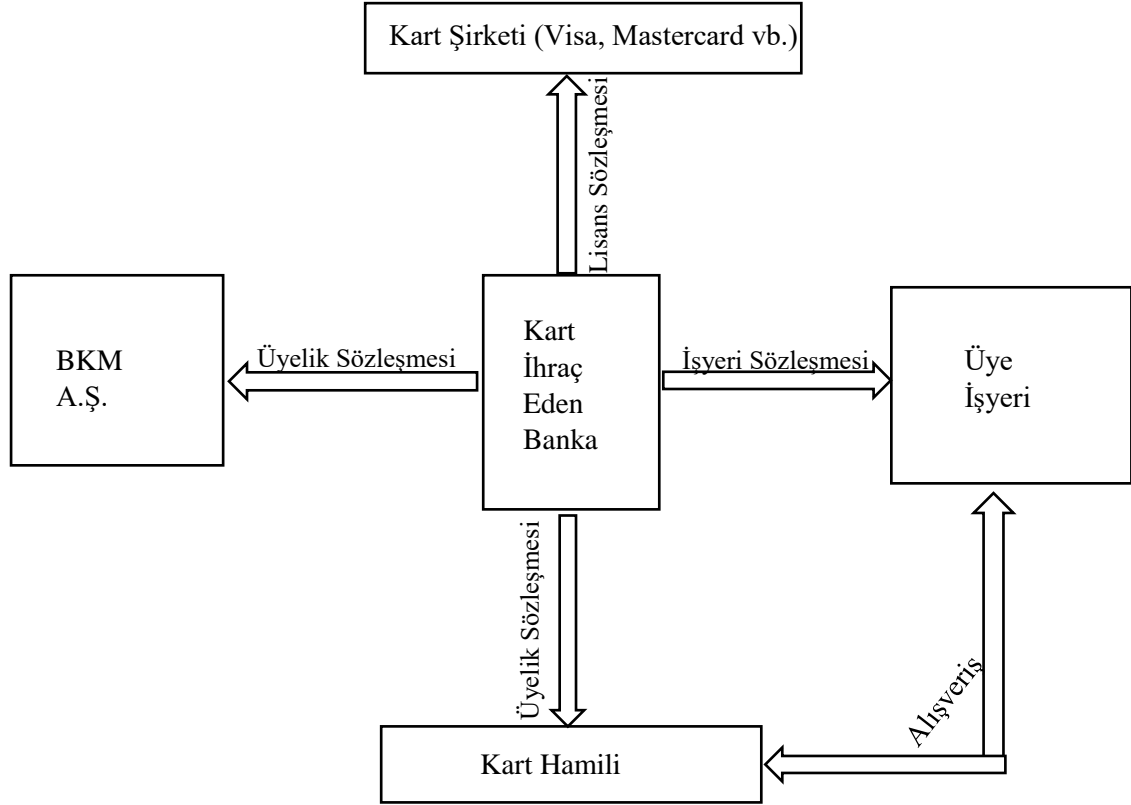 Kart Şirketi (Visa, Mastercard vb.)
Lisans Sözleşmesi
BKM
A.Ş.
Üyelik Sözleşmesi
Kart
İhraç
Eden
Banka
İşyeri Sözleşmesi
Üye
İşyeri
Üyelik Sözleşmesi
Alışveriş
Kart Hamili